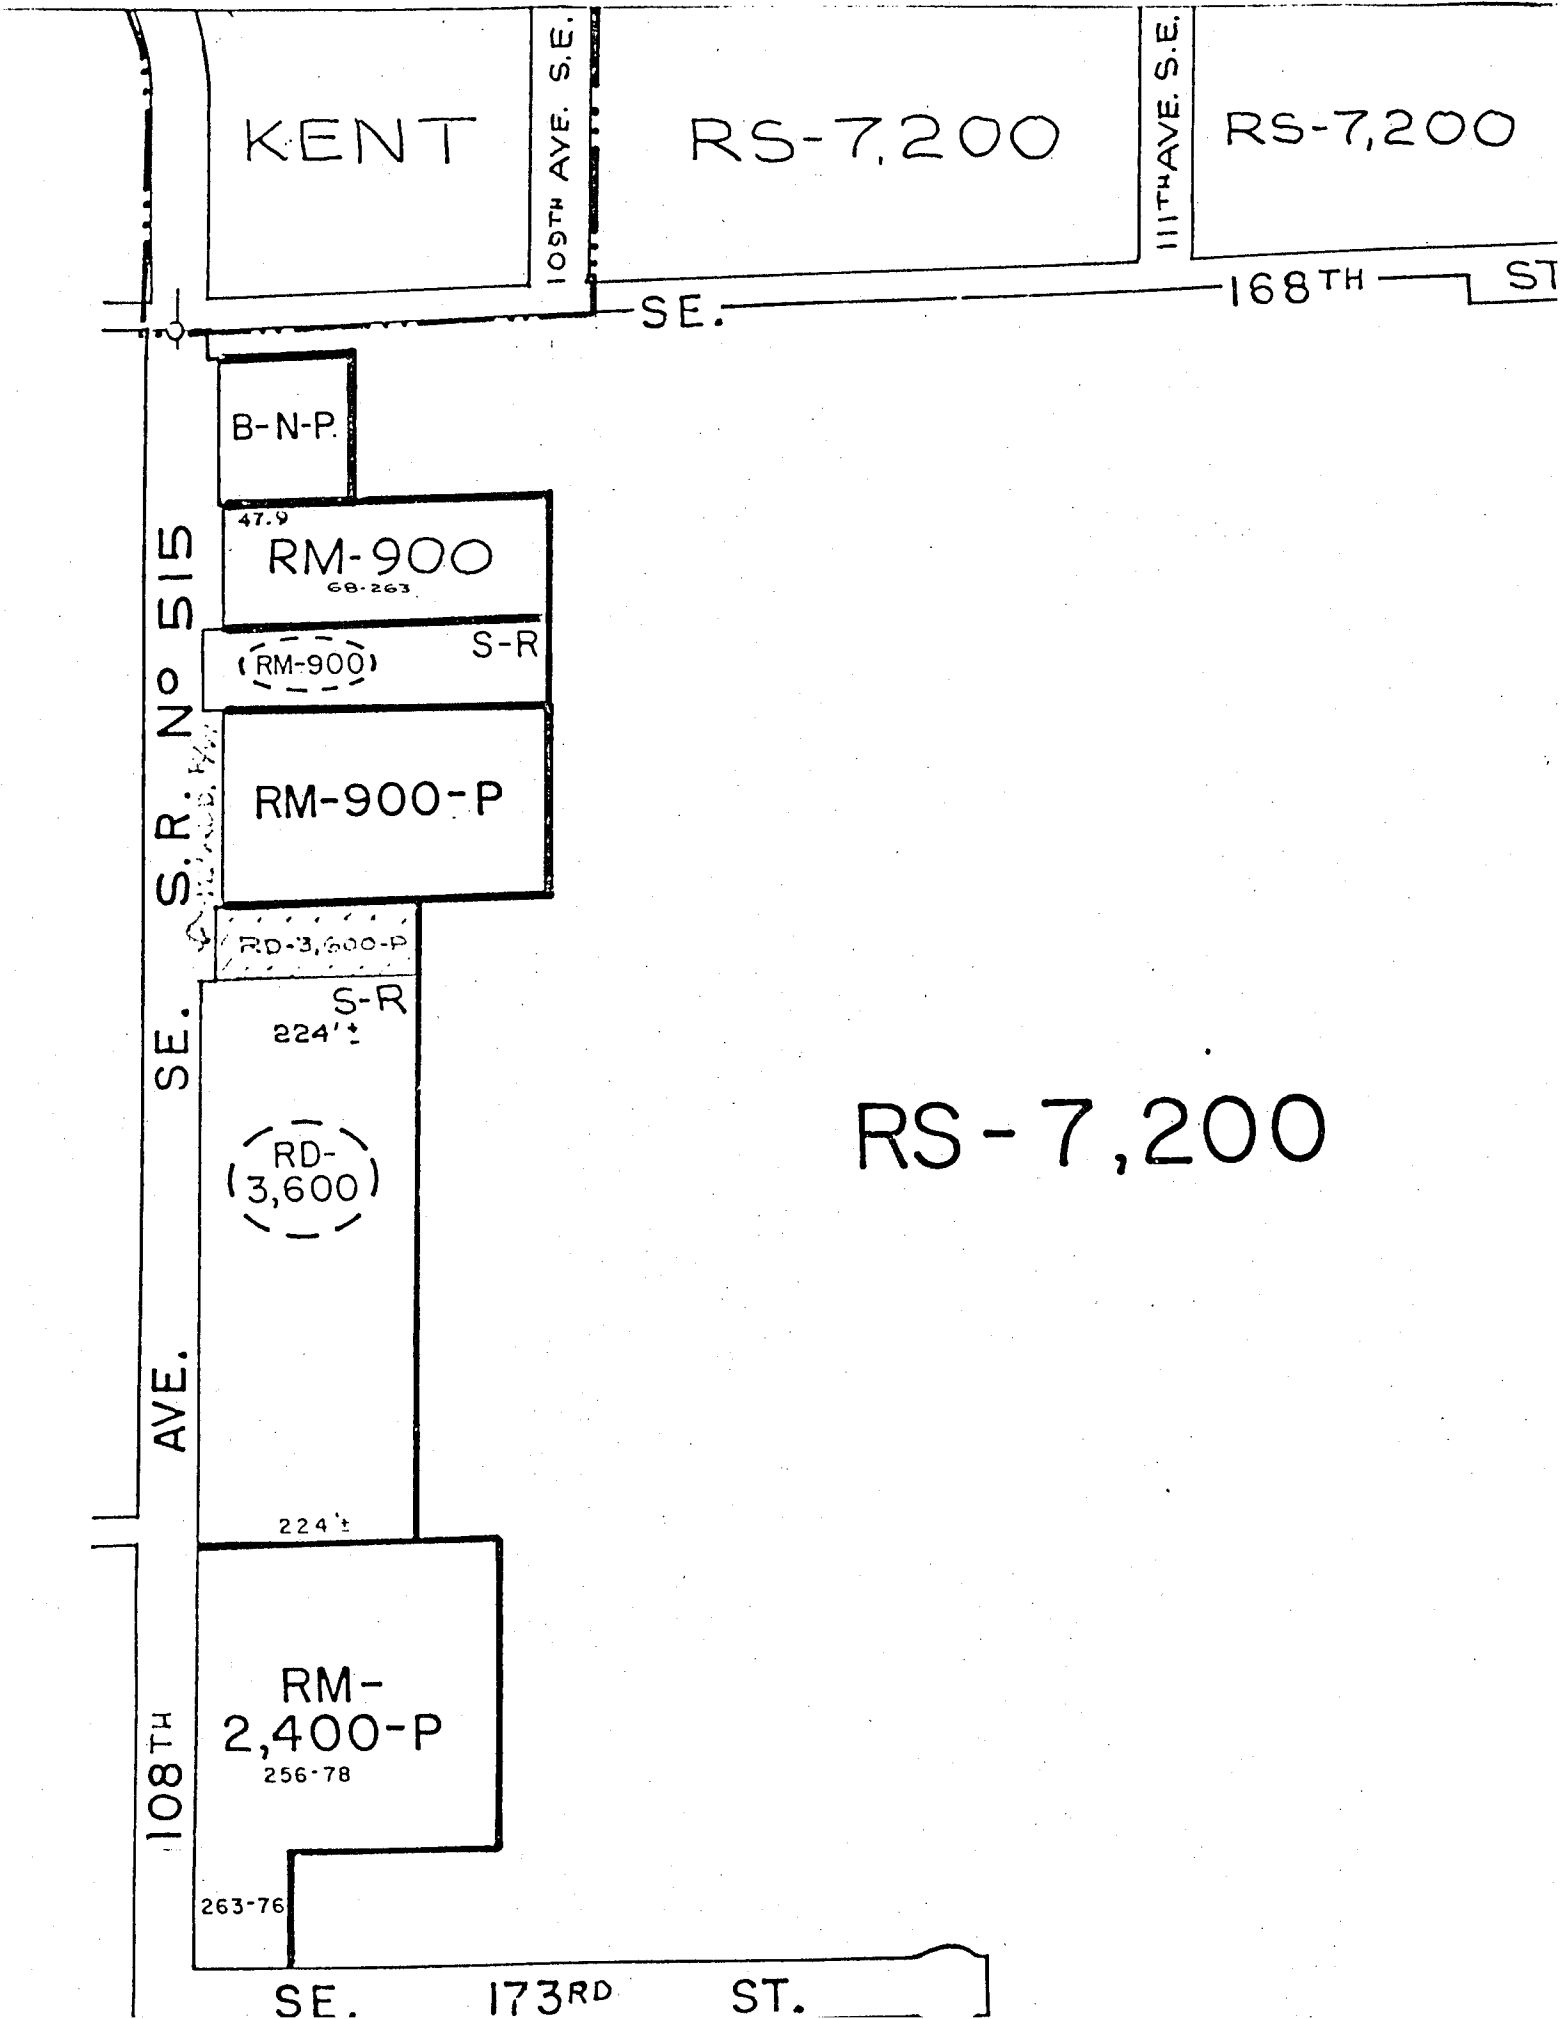 KENT
109TH AVE. S.E.
RS-7,200
111TH AVE. S.E.
RS-7,200
SE. 168TH ST
B-N-P.
47.9
RM-900
68-263
S-R
(RM-900)
RM-900-P
RD-3,600-P
S-R
224'±
(RD-
3,600)
RS-7,200
224'±
RM-
2,400-P
256-78
263-76
108TH AVE. SE. S.R. No 515
SE. 173RD ST.